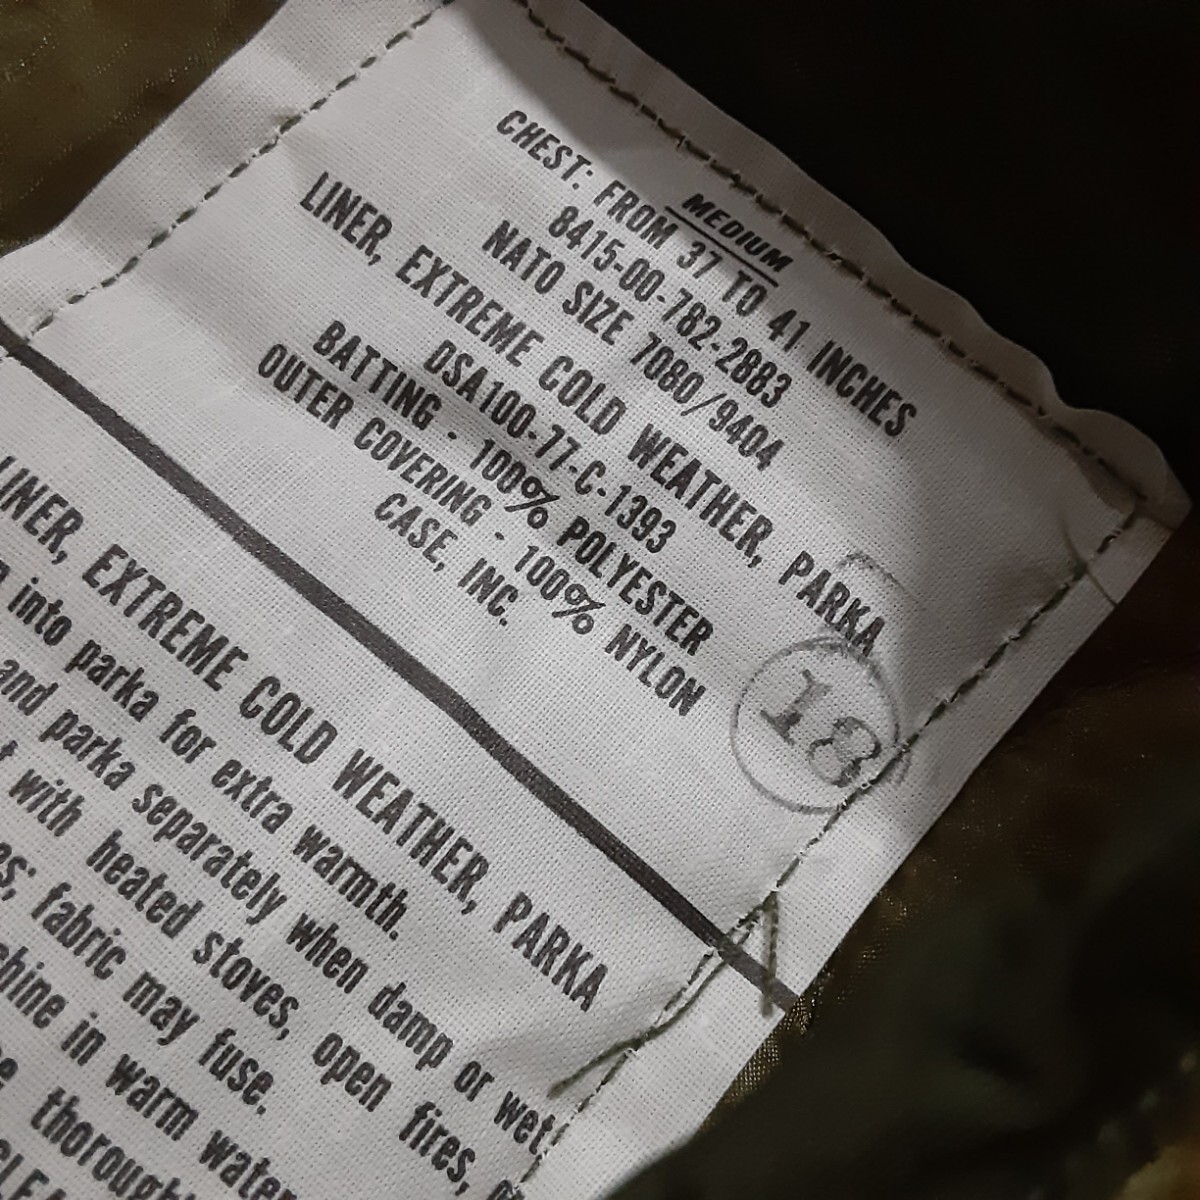 MEDIUM
CHEST: FROM 37 TO 41 INCHES
8415-00-782-2883
NATO SIZE 7080/9404
LINER, EXTREME COLD WEATHER, PARKA
DSA100-77-C-1393
BATTING - 100% POLYESTER
OUTER COVERING - 100% NYLON
CASE, INC.
18
LINER, EXTREME COLD WEATHER, PARKA
into parka for extra warmth.
and parka separately when damp or wet;
with heated stoves, open fires,
fabric may fuse.
in warm water